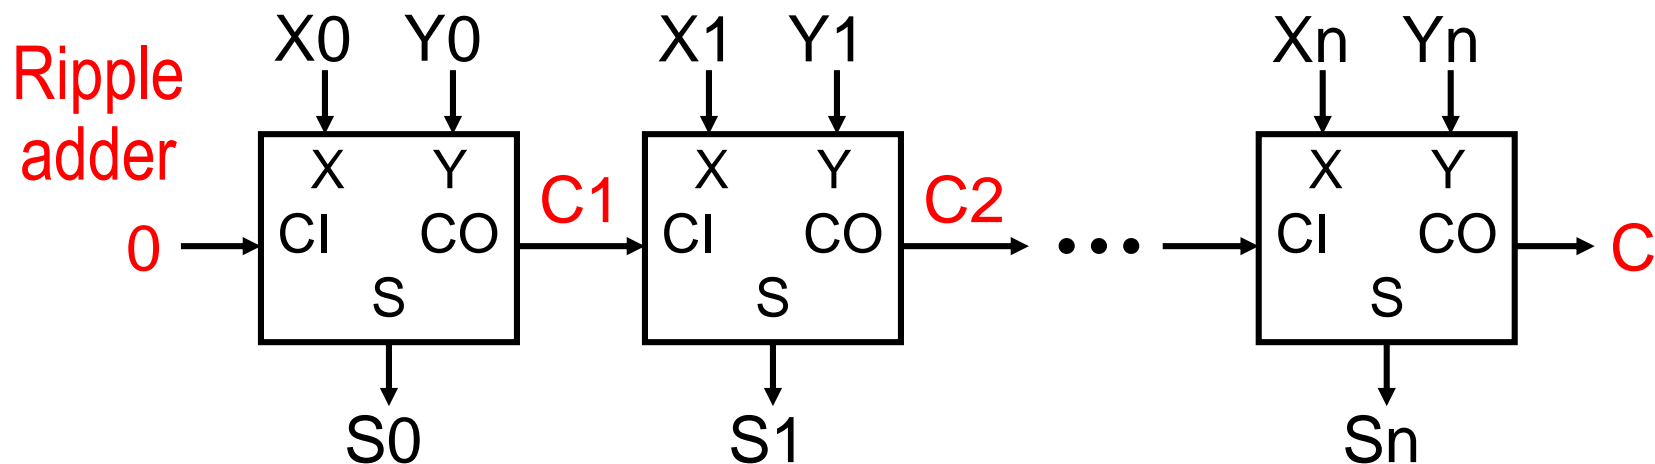 Ripple
adder
X0 Y0 X1 Y1 Xn Yn
X Y X Y X Y
0 CI CO C1 CI CO C2 ••• CI CO C
S S S
S0 S1 Sn